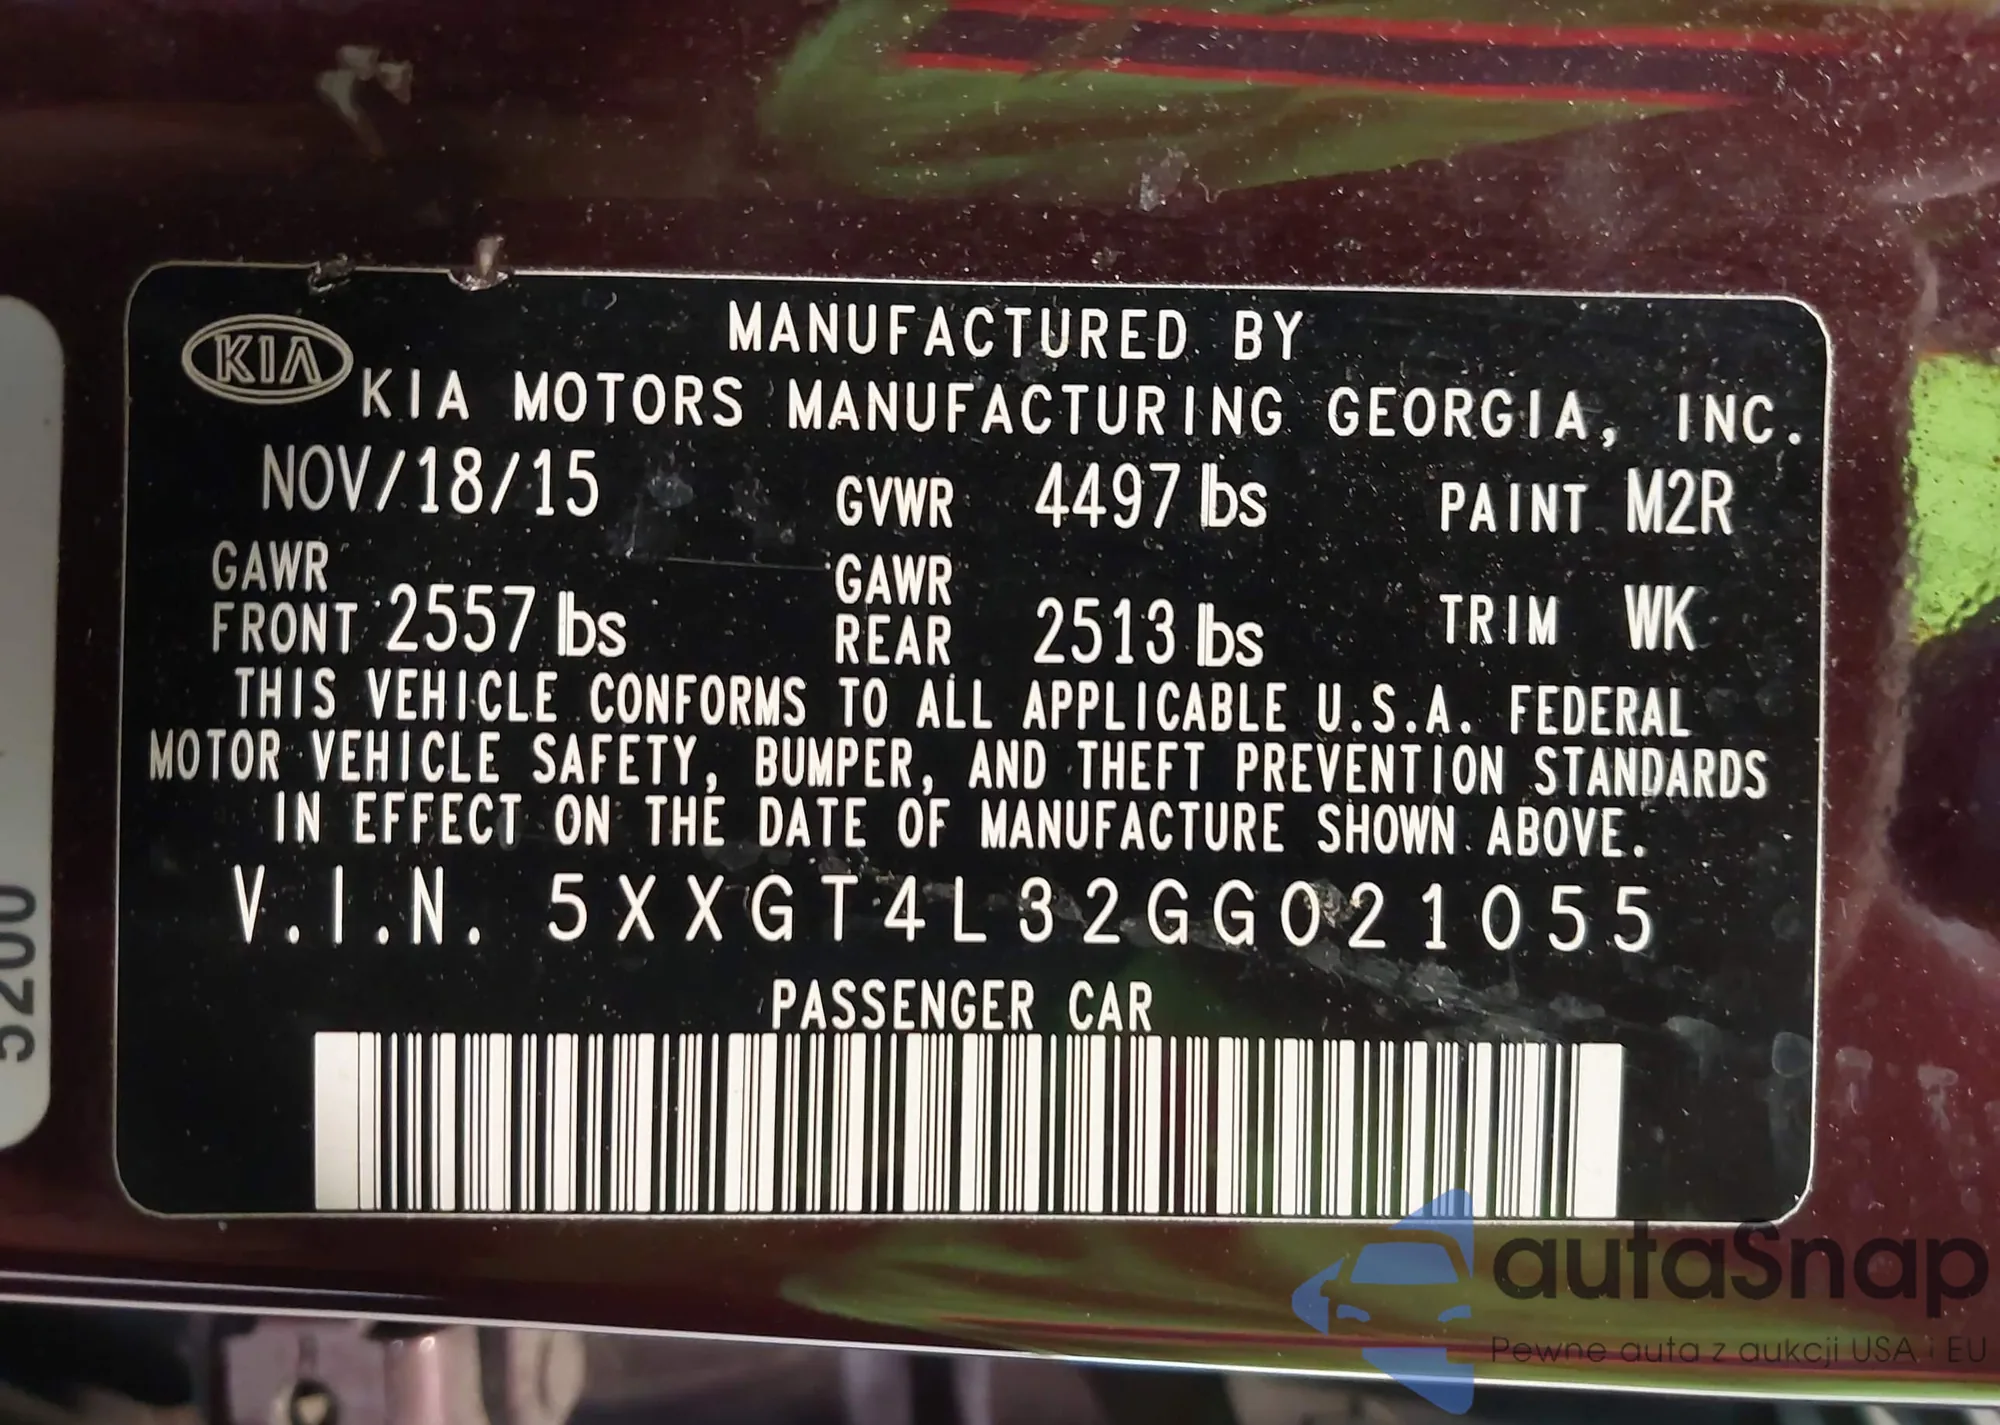 KIA
MANUFACTURED BY
KIA MOTORS MANUFACTURING GEORGIA, INC.
NOV/18/15 GVWR 4497 lbs PAINT M2R
GAWR FRONT 2557 lbs GAWR REAR 2513 lbs TRIM WK
THIS VEHICLE CONFORMS TO ALL APPLICABLE U.S.A. FEDERAL
MOTOR VEHICLE SAFETY, BUMPER, AND THEFT PREVENTION STANDARDS
IN EFFECT ON THE DATE OF MANUFACTURE SHOWN ABOVE.
V.I.N. 5XXGT4L32GG021055
PASSENGER CAR
5200
autaSnap
Pewne auta z aukcji USA i EU